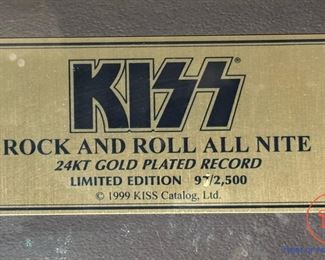 KISS®
ROCK AND ROLL ALL NITE
24KT GOLD PLATED RECORD
LIMITED EDITION 97/2,500
© 1999 KISS Catalog, Ltd.